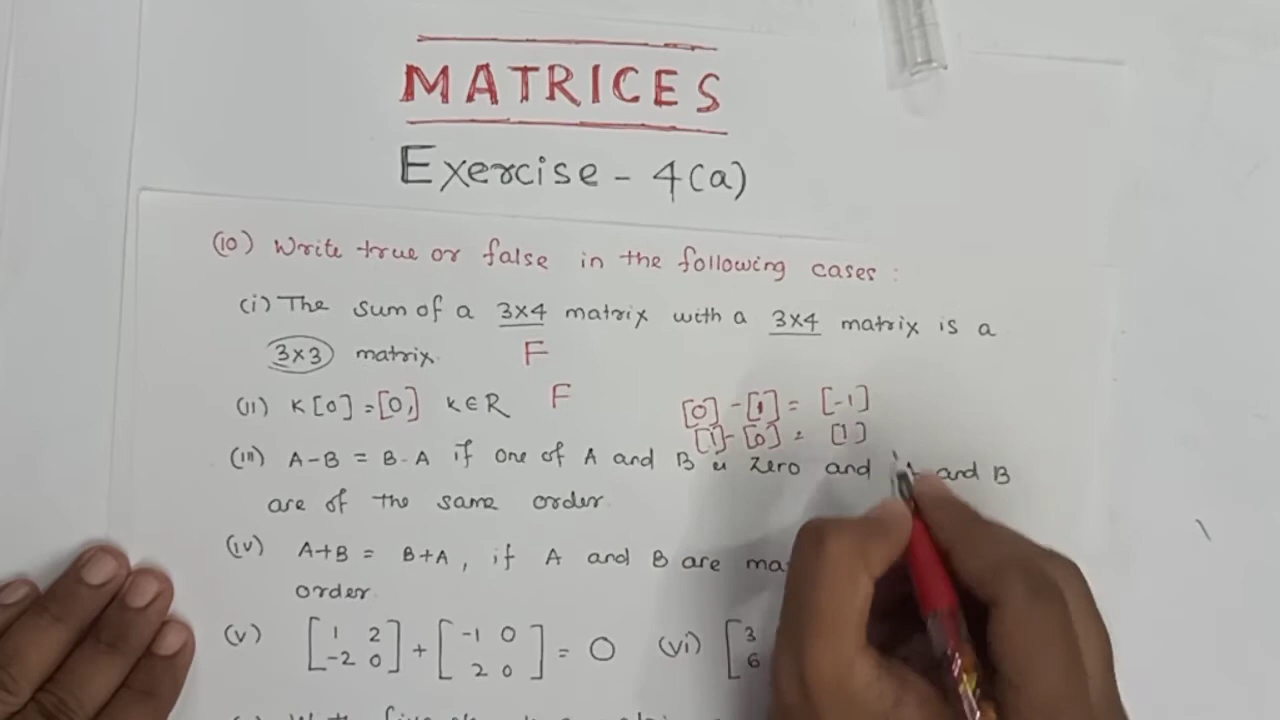 MATRICES
Exercise - 4(a)
(10) Write true or false in the following cases :
(i) The sum of a 3×4 matrix with a 3×4 matrix is a
3×3 matrix. F
(ii) K[0] = [0,] K∈R F
[0] - [1] = [-1]
[1] - [0] = [1]
(iii) A-B = B-A if one of A and B is zero and A and B
are of the same order.
(iv) A+B = B+A, if A and B are
order.
(v) [1 2 -2 0] + [-1 0 2 0] = 0 (vi) [3 6